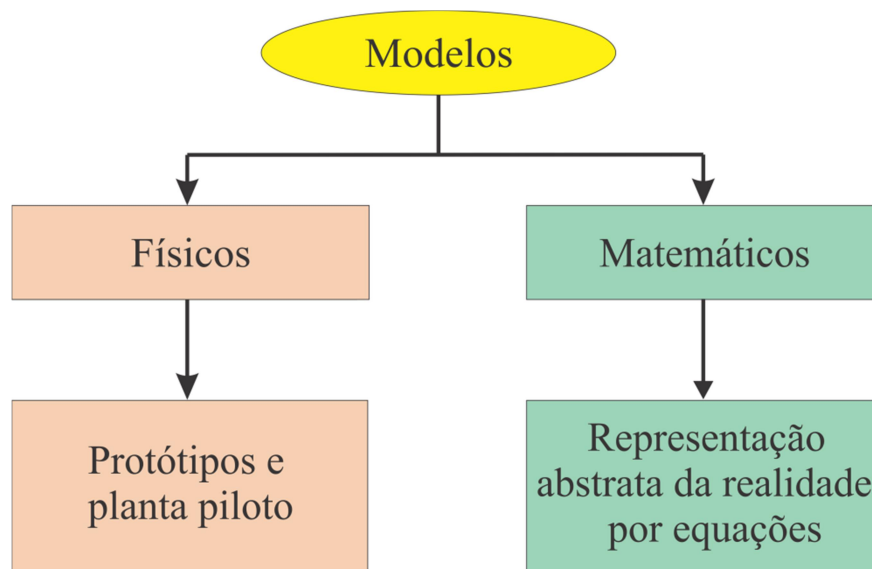 Modelos
Físicos
Matemáticos
Protótipos e
planta piloto
Representação
abstrata da realidade
por equações